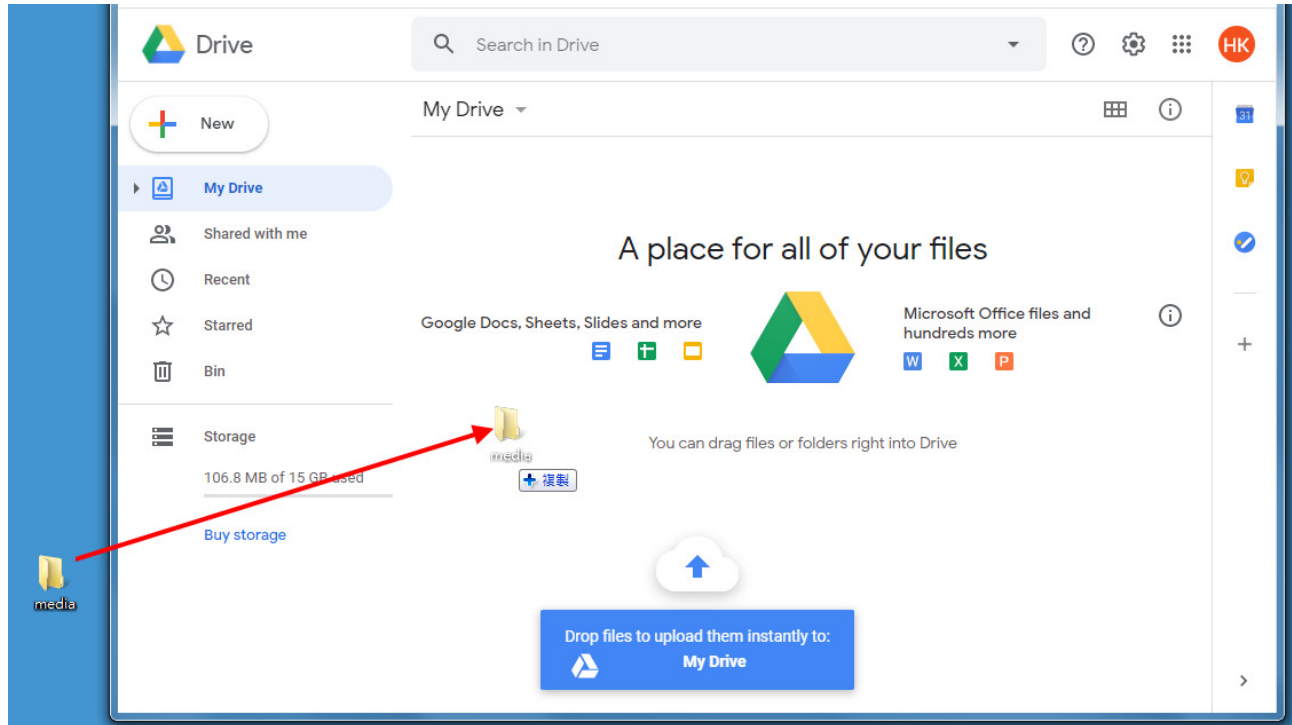 Drive
Search in Drive
HK
New
My Drive
31
My Drive
Shared with me
Recent
Starred
Bin
Storage
106.8 MB of 15 GB used
Buy storage
A place for all of your files
Google Docs, Sheets, Slides and more
Microsoft Office files and
hundreds more
W X P
media
複製
You can drag files or folders right into Drive
media
Drop files to upload them instantly to:
My Drive